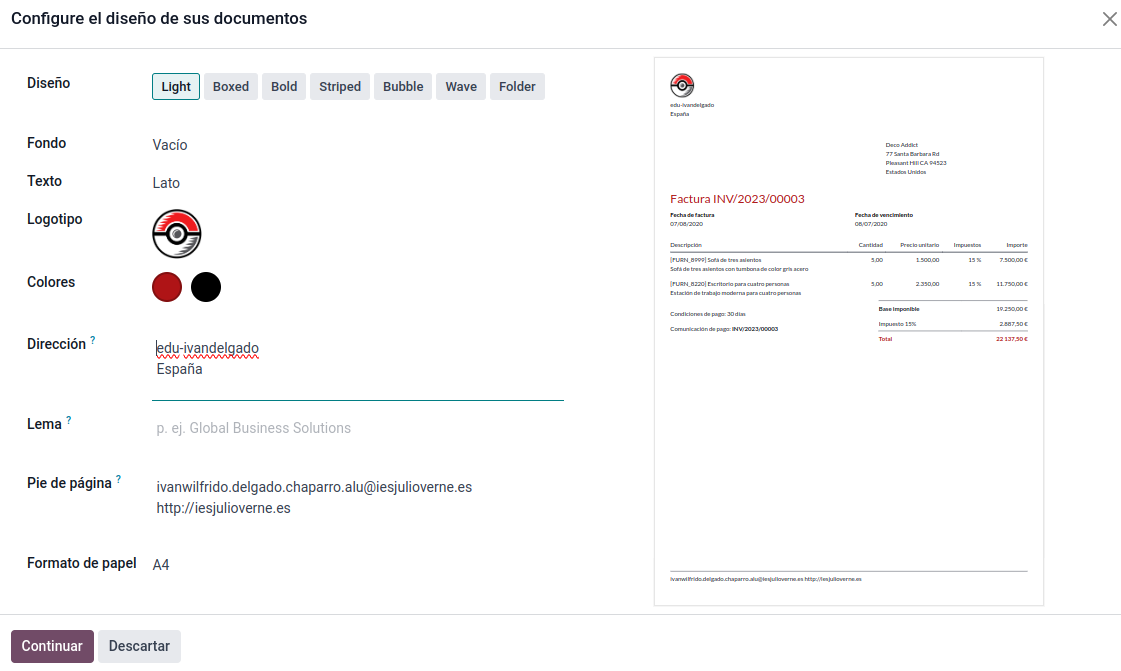 Configure el diseño de sus documentos
Diseño
Light Boxed Bold Striped Bubble Wave Folder
Fondo
Vacío
Texto
Lato
Logotipo
Colores
Dirección ?
edu-ivandelgado
España
Lema ?
p. ej. Global Business Solutions
Pie de página ?
ivanwilfrido.delgado.chaparro.alu@iesjulioverne.es
http://iesjulioverne.es
Formato de papel
A4
Continuar Descartar
edu-ivandelgado
España
Deco Addict
77 Santa Barbara Rd
Pleasant Hill CA 94523
Estados Unidos
Factura INV/2023/00003
Fecha de factura Fecha de vencimiento
07/08/2020 08/07/2020
Descripción Cantidad Precio unitario Impuestos Importe
[FURN_8999] Sofá de tres asientos 5,00 1.500,00 15 % 7.500,00 €
Sofá de tres asientos con tumbona de color gris acero
[FURN_8220] Escritorio para cuatro personas 5,00 2.350,00 15 % 11.750,00 €
Estación de trabajo moderna para cuatro personas
Base imponible 19.250,00 €
Condiciones de pago: 30 días
Impuesto 15% 2.887,50 €
Comunicación de pago: INV/2023/00003
Total 22 137,50 €
ivanwilfrido.delgado.chaparro.alu@iesjulioverne.es http://iesjulioverne.es